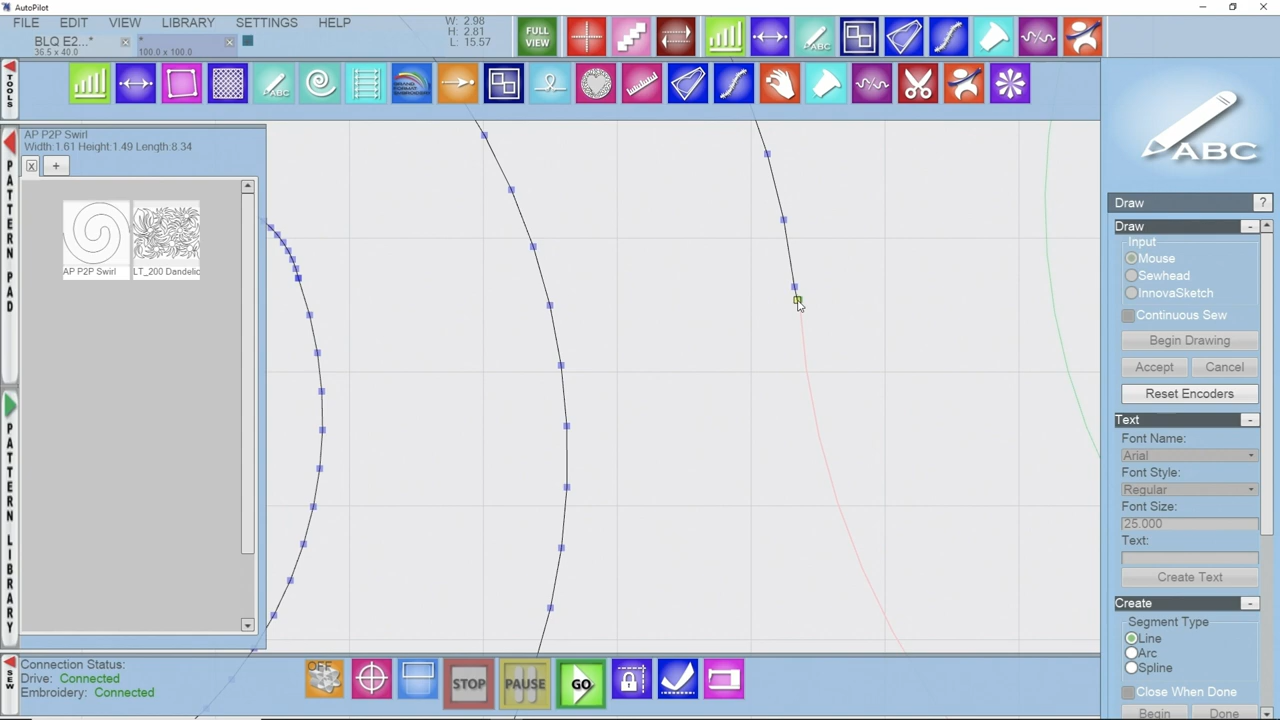 AutoPilot
FILE EDIT VIEW LIBRARY SETTINGS HELP
BLQ E2...*
36.5 x 40.0
*
100.0 x 100.0
W: 2.98
H: 2.81
L: 15.57
FULL VIEW
ABC
TOOLS
ABC
GRAND FORMAT EMBROIDERY
ABC
AP P2P Swirl
Width:1.61 Height:1.49 Length:8.34
X
+
PATTERN PAD
AP P2P Swirl
LT_200 Dandelic
PATTERN LIBRARY
Draw
?
Draw
-
Input
Mouse
Sewhead
InnovaSketch
Continuous Sew
Begin Drawing
Accept Cancel
Reset Encoders
Text
-
Font Name:
Arial
Font Style:
Regular
Font Size:
25.000
Text:
Create Text
Create
-
Segment Type
Line
Arc
Spline
Close When Done
Begin Done
SEW
Connection Status:
Drive: Connected
Embroidery: Connected
OFF
STOP
PAUSE
GO